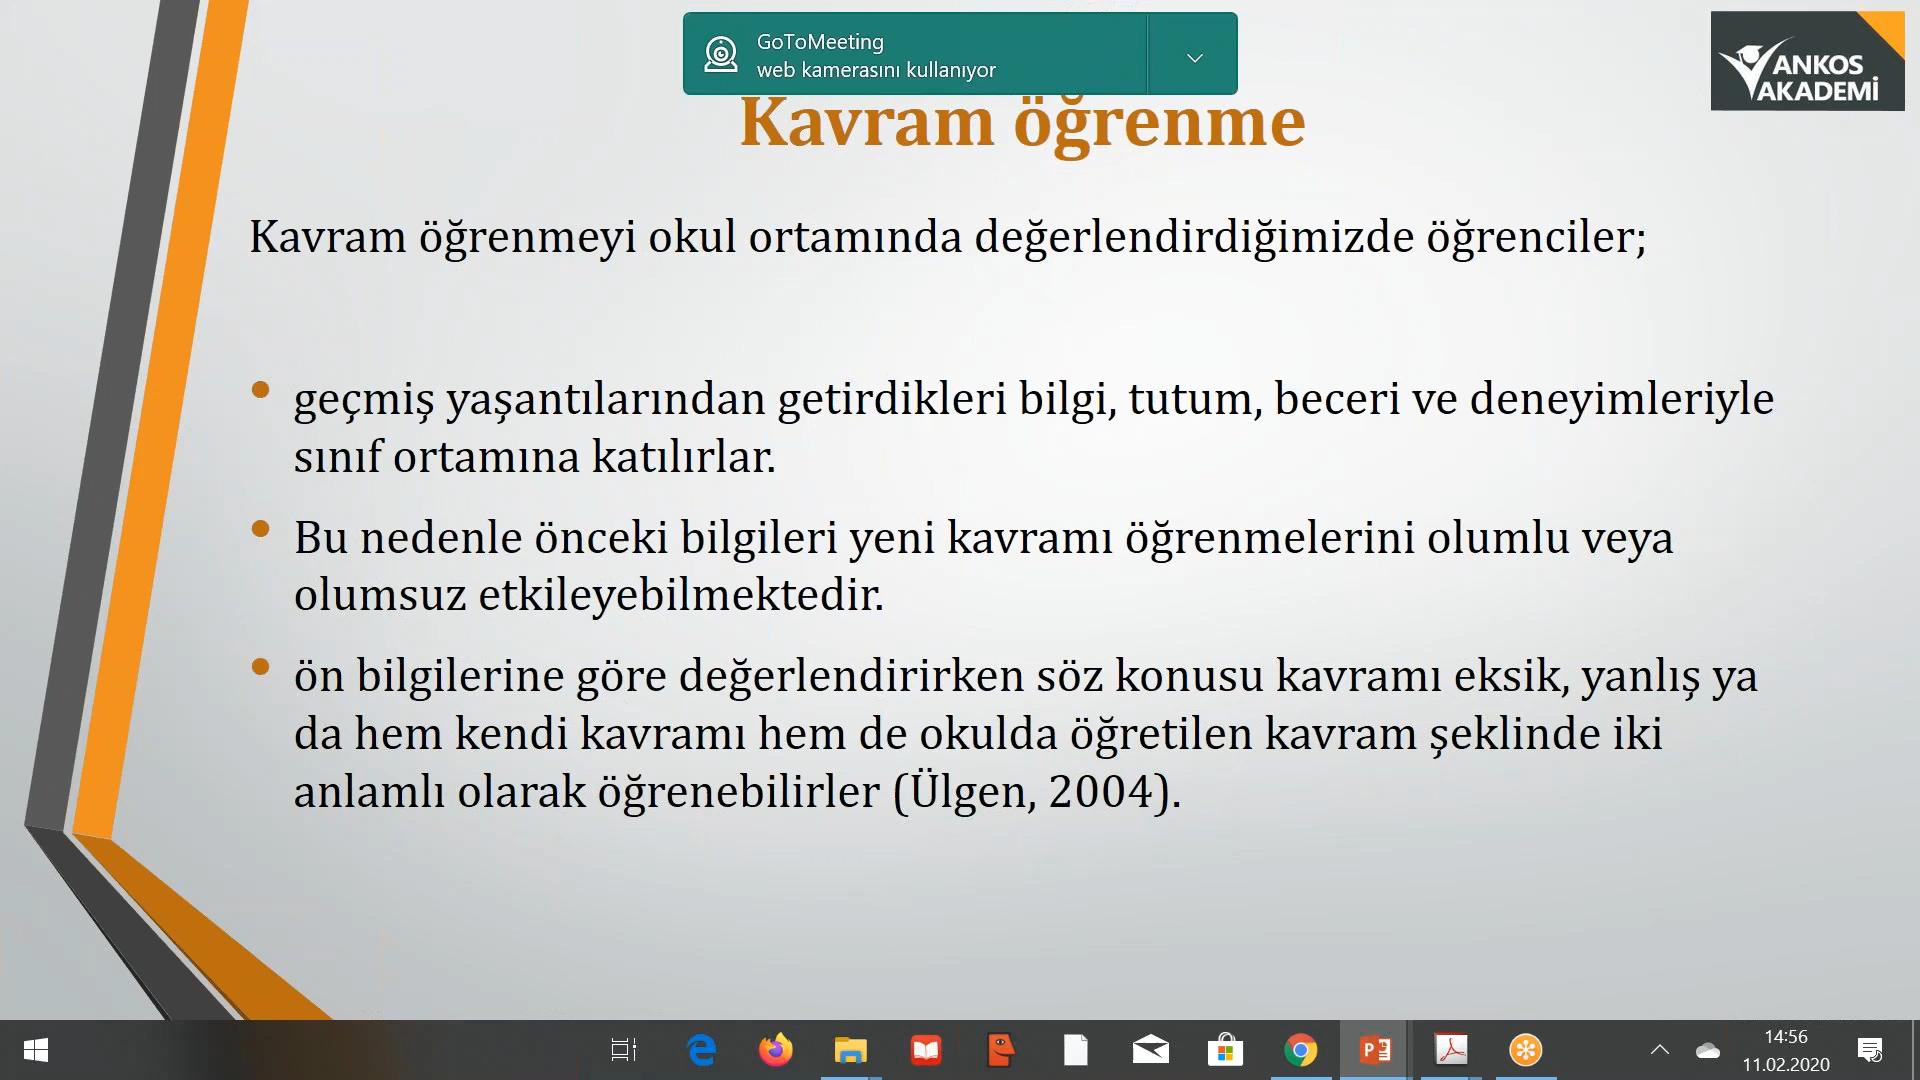 GoToMeeting
web kamerasını kullanıyor
ANKOS
AKADEMİ
Kavram öğrenme
Kavram öğrenmeyi okul ortamında değerlendirdiğimizde öğrenciler;
• geçmiş yaşantılarından getirdikleri bilgi, tutum, beceri ve deneyimleriyle
sınıf ortamına katılırlar.
• Bu nedenle önceki bilgileri yeni kavramı öğrenmelerini olumlu veya
olumsuz etkileyebilmektedir.
• ön bilgilerine göre değerlendirirken söz konusu kavramı eksik, yanlış ya
da hem kendi kavramı hem de okulda öğretilen kavram şeklinde iki
anlamlı olarak öğrenebilirler (Ülgen, 2004).
14:56
11.02.2020